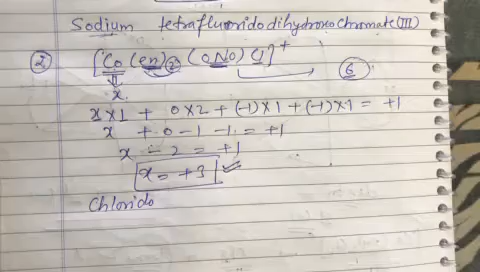 Sodium tetrafluoridodihydroxochromate(III)
② [Co(en)₂(ONO)Cl]⁺ → ⑥
x
x×1 + 0×2 + (-1)×1 + (-1)×1 = +1
x + 0 - 1 - 1 = +1
x - 2 = +1
x = +3
Chlorido